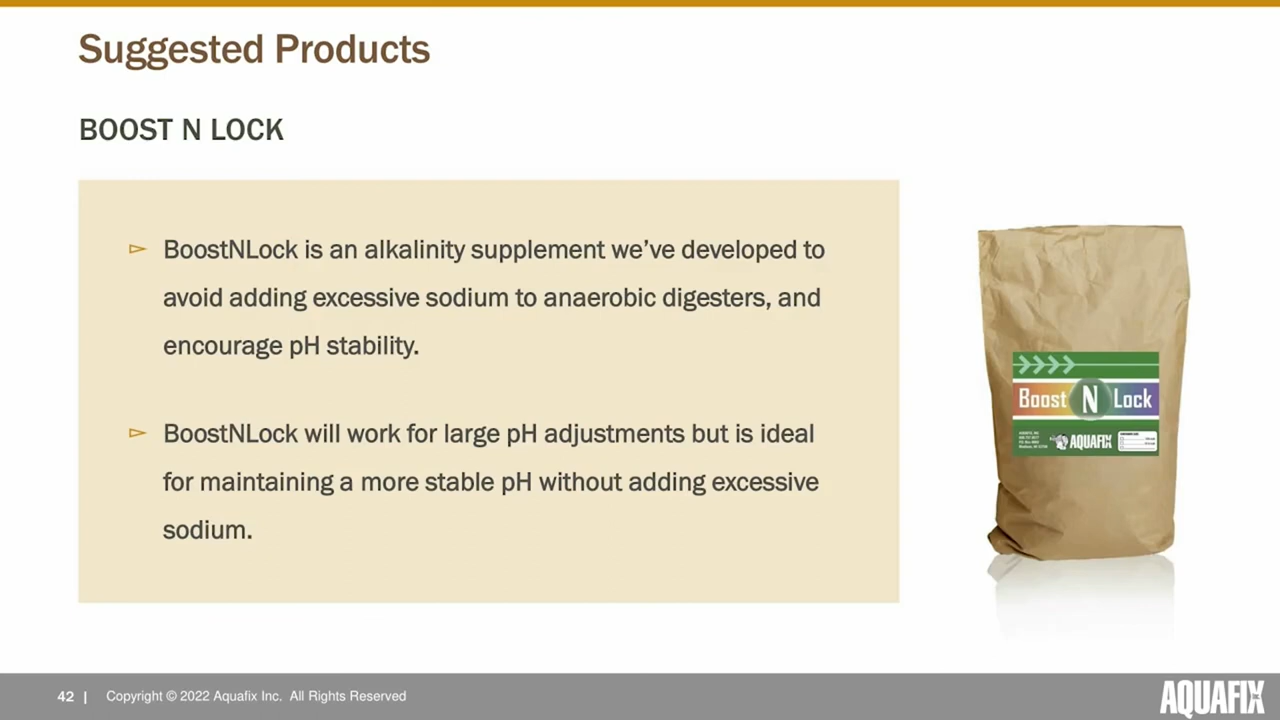 Suggested Products
BOOST N LOCK
▻ BoostNLock is an alkalinity supplement we’ve developed to
avoid adding excessive sodium to anaerobic digesters, and
encourage pH stability.
▻ BoostNLock will work for large pH adjustments but is ideal
for maintaining a more stable pH without adding excessive
sodium.
Boost N Lock
AQUAFIX
42 | Copyright © 2022 Aquafix Inc. All Rights Reserved
AQUAFIX